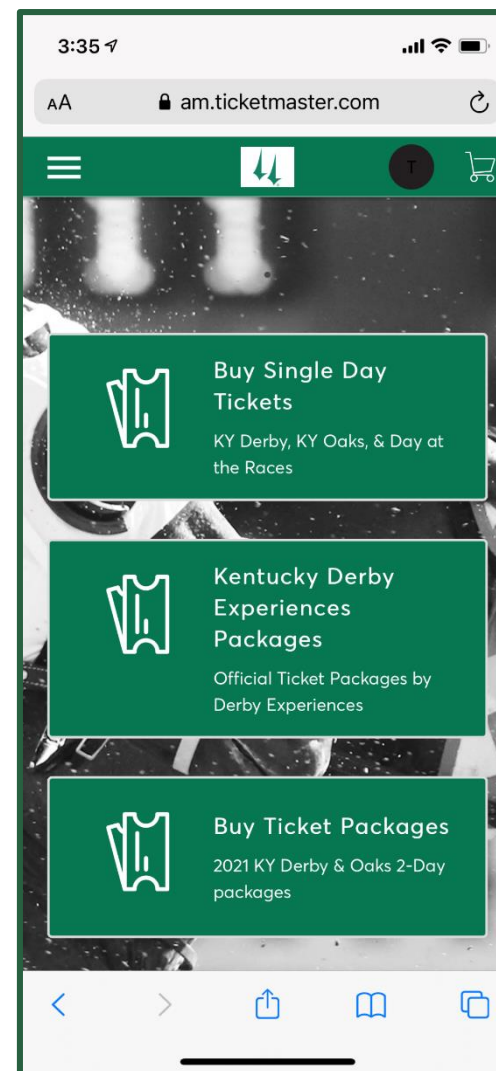 3:35
AA am.ticketmaster.com
T
Buy Single Day
Tickets
KY Derby, KY Oaks, & Day at
the Races
Kentucky Derby
Experiences
Packages
Official Ticket Packages by
Derby Experiences
Buy Ticket Packages
2021 KY Derby & Oaks 2-Day
packages